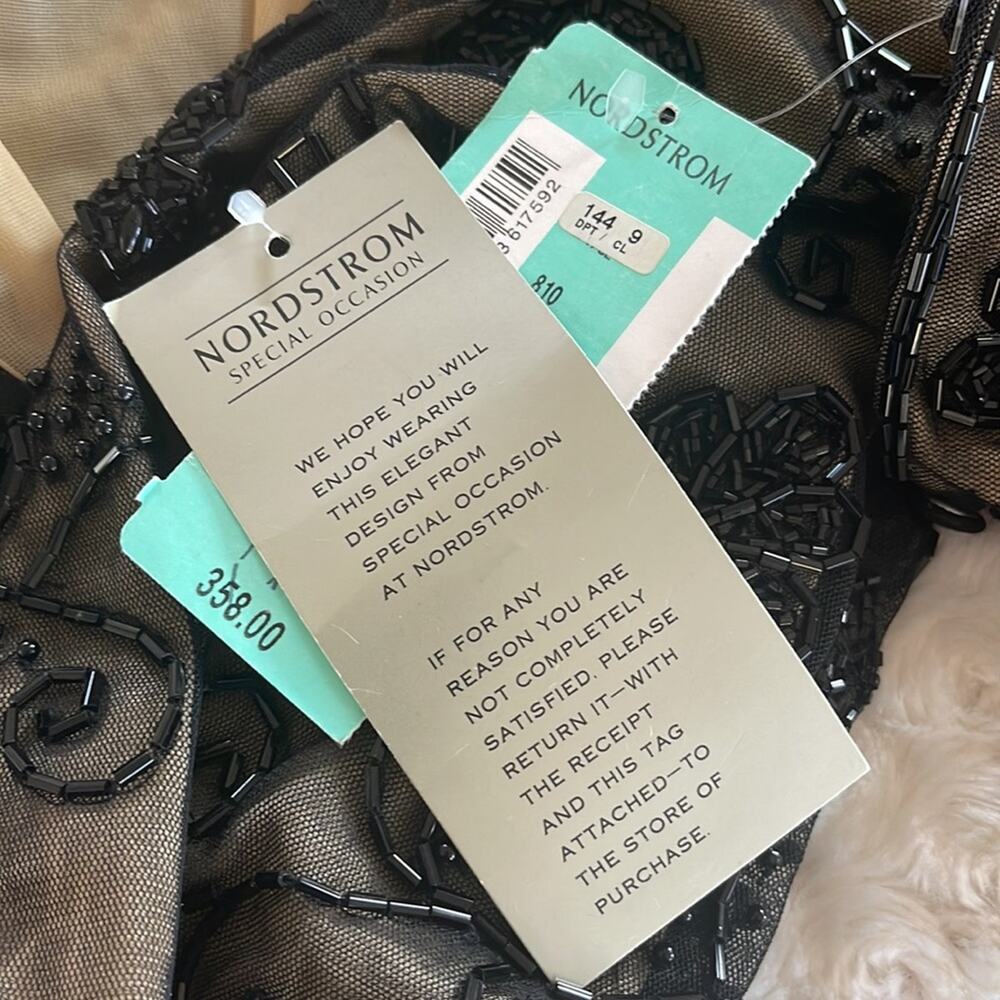 NORDSTROM
3 617592
144 9
DPT / CL
810
NORDSTROM
SPECIAL OCCASION
WE HOPE YOU WILL
ENJOY WEARING
THIS ELEGANT
DESIGN FROM
SPECIAL OCCASION
AT NORDSTROM.
IF FOR ANY
REASON YOU ARE
NOT COMPLETELY
SATISFIED, PLEASE
RETURN IT—WITH
THE RECEIPT
AND THIS TAG
ATTACHED—TO
THE STORE OF
PURCHASE.
358.00